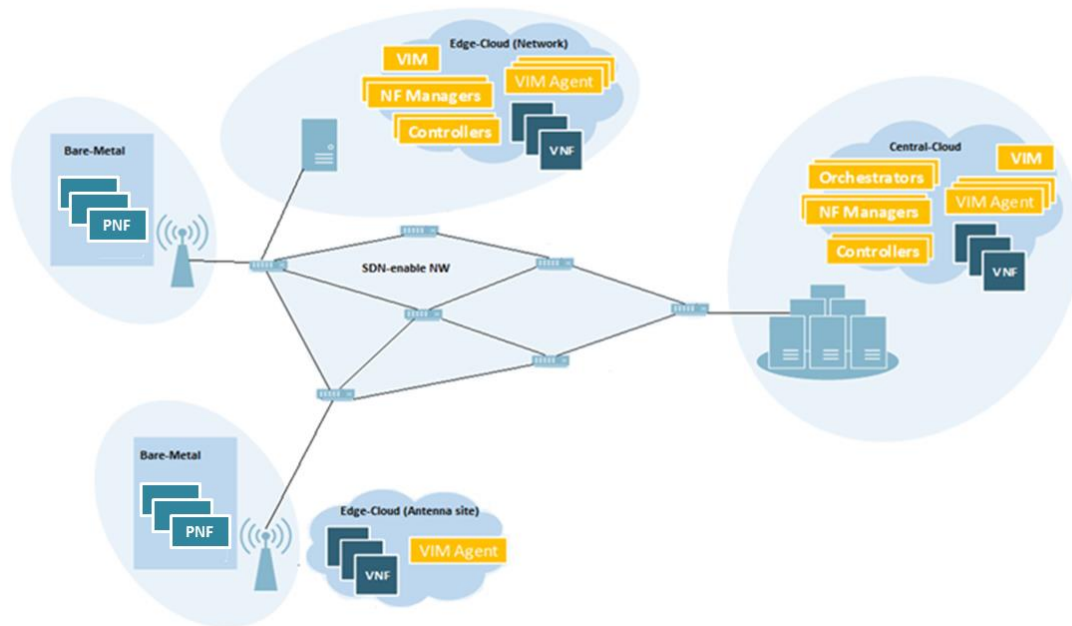 Edge-Cloud (Network)
VIM
VIM Agent
NF Managers
Controllers
VNF
Bare-Metal
PNF
Central-Cloud
VIM
Orchestrators
VIM Agent
NF Managers
Controllers
VNF
SDN-enable NW
Bare-Metal
PNF
Edge-Cloud (Antenna site)
VIM Agent
VNF